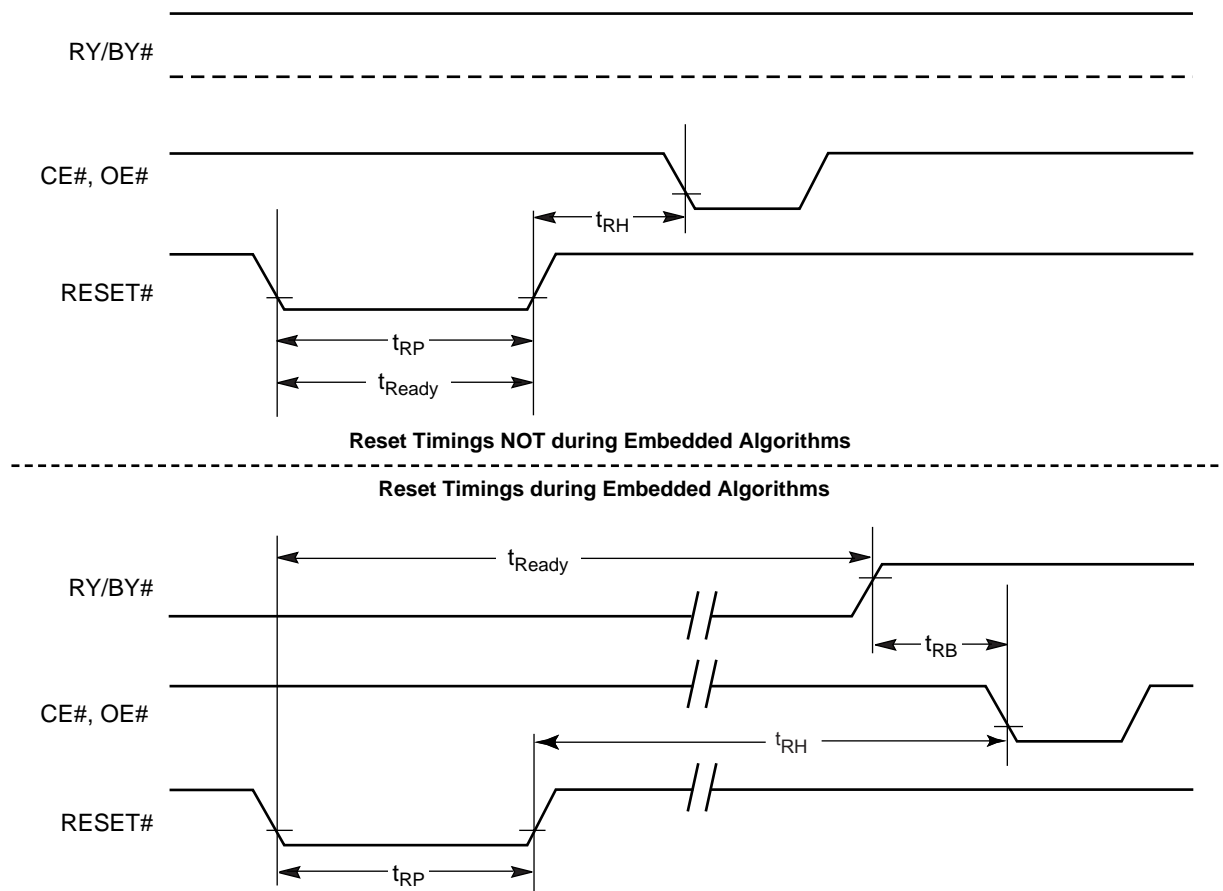 RY/BY#
CE#, OE#
tRH
RESET#
tRP
tReady
Reset Timings NOT during Embedded Algorithms
Reset Timings during Embedded Algorithms
tReady
RY/BY#
tRB
CE#, OE#
tRH
RESET#
tRP